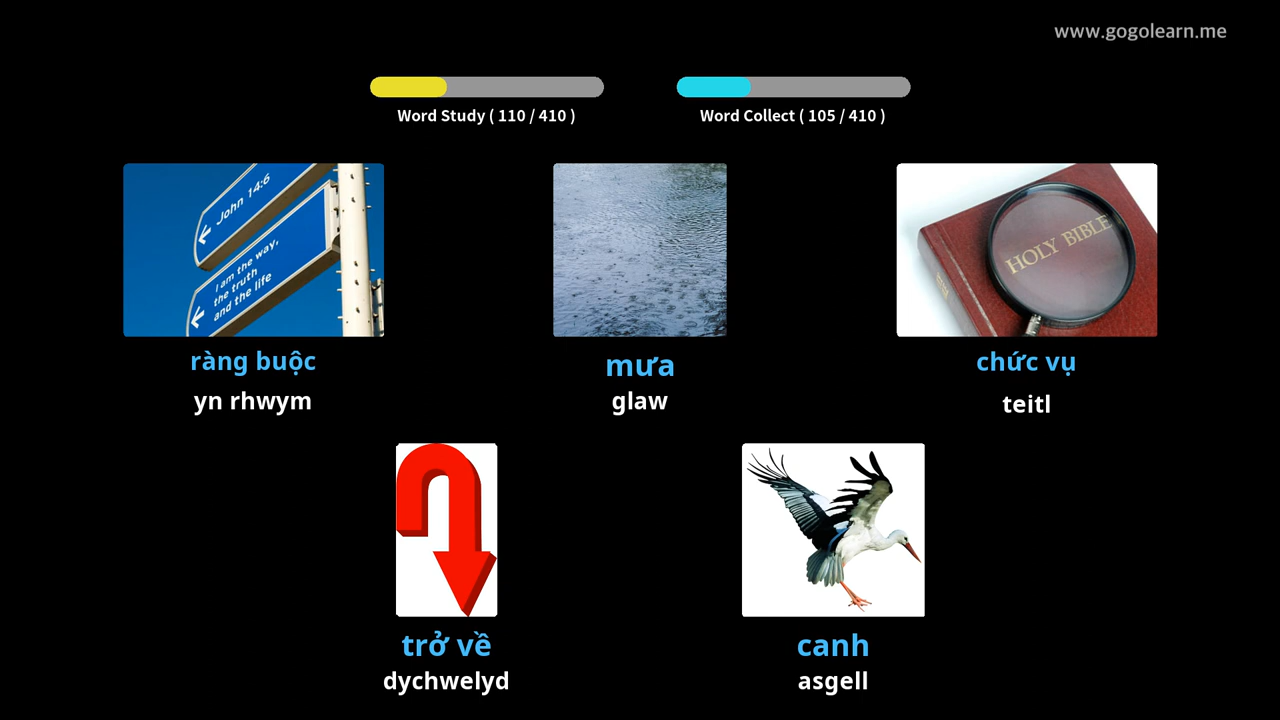 www.gogolearn.me
Word Study ( 110 / 410 )
Word Collect ( 105 / 410 )
John 14:6
I am the way,
the truth
and the life
HOLY BIBLE
ràng buộc
yn rhwym
mưa
glaw
chức vụ
teitl
trở về
dychwelyd
canh
asgell